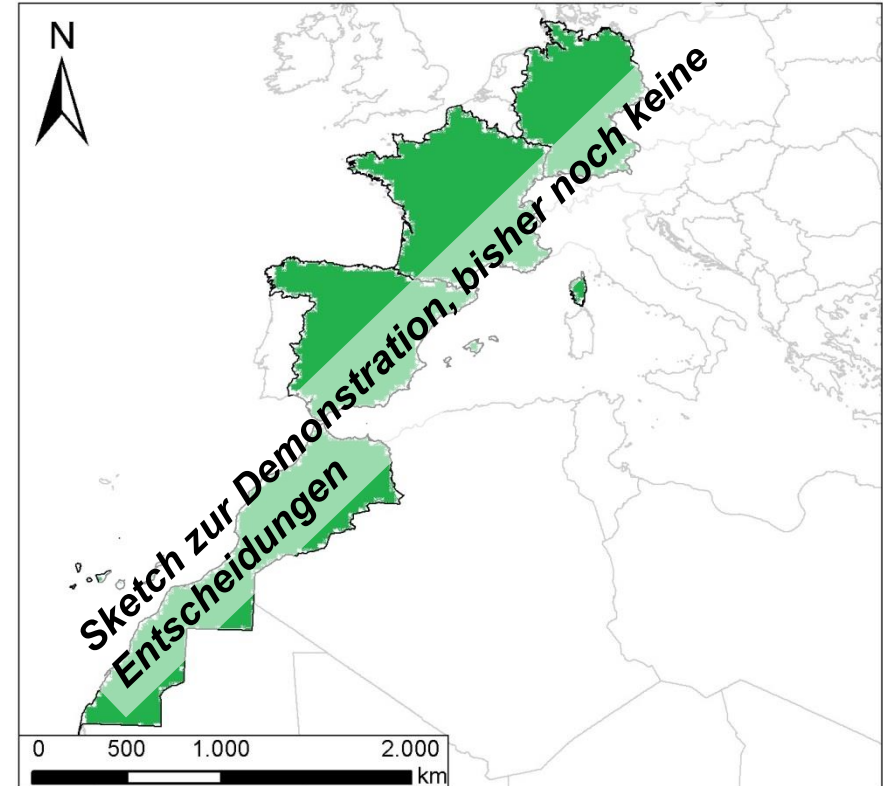 N
Sketch zur Demonstration, bisher noch keine
Entscheidungen
0 500 1.000 2.000
km